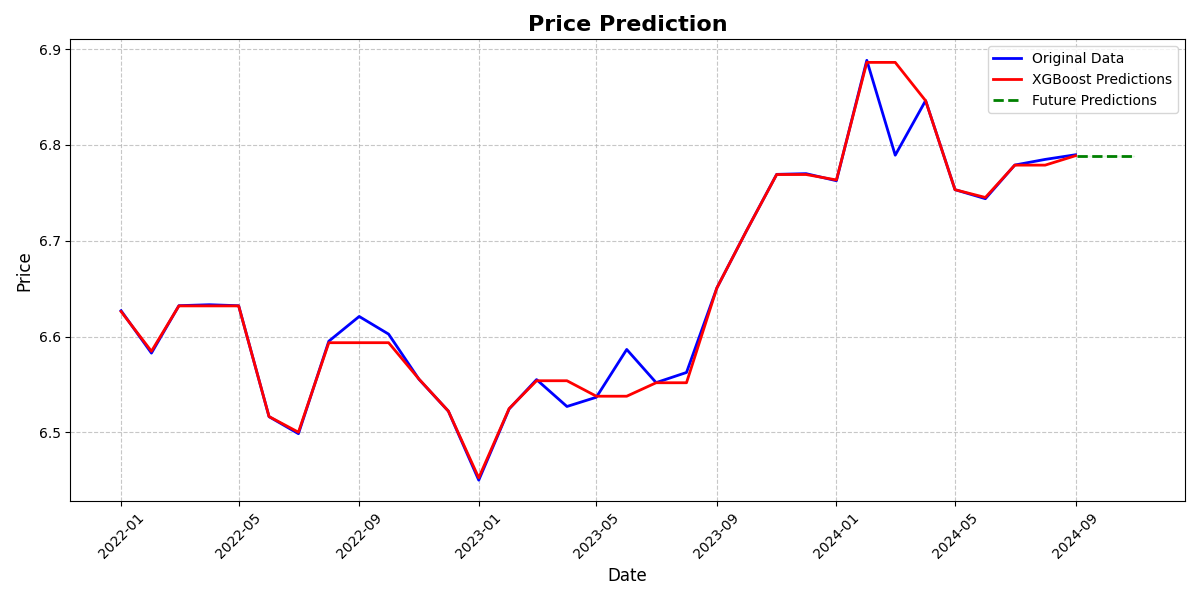 Price Prediction
Original Data
XGBoost Predictions
Future Predictions
6.9
6.8
6.7
6.6
6.5
Price
2022-01
2022-05
2022-09
2023-01
2023-05
2023-09
2024-01
2024-05
2024-09
Date